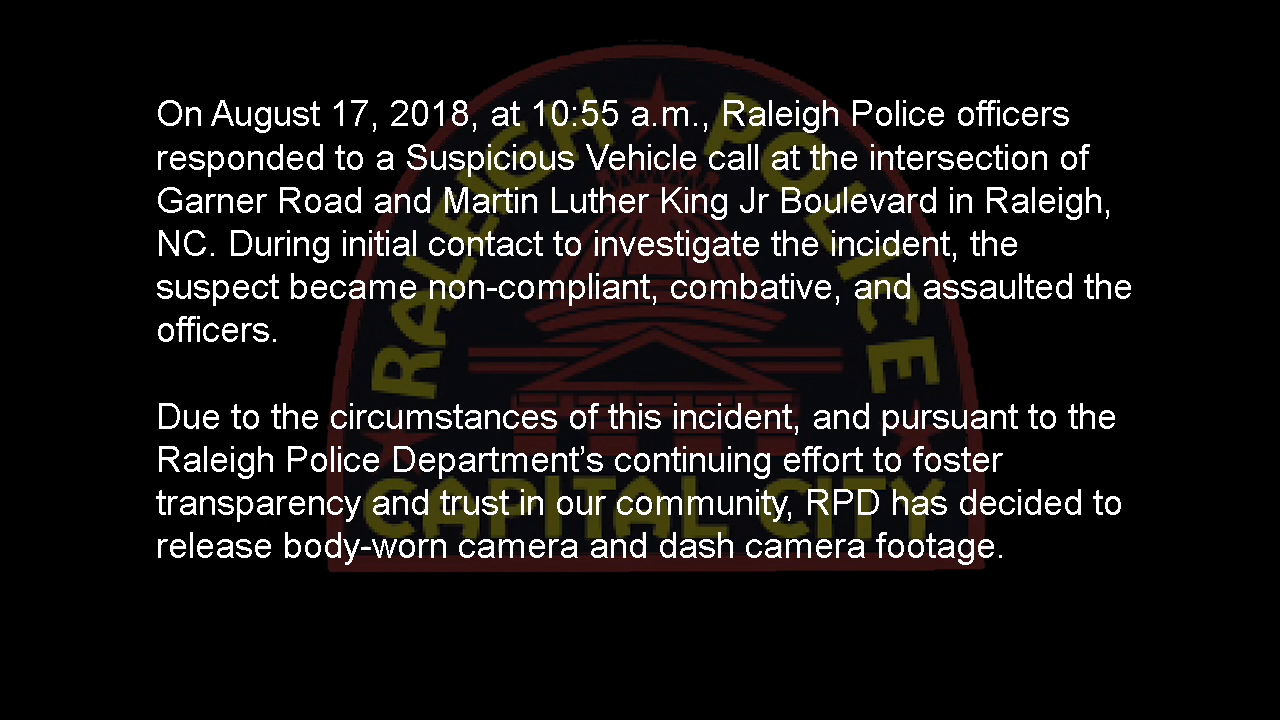 On August 17, 2018, at 10:55 a.m., Raleigh Police officers
responded to a Suspicious Vehicle call at the intersection of
Garner Road and Martin Luther King Jr Boulevard in Raleigh,
NC. During initial contact to investigate the incident, the
suspect became non-compliant, combative, and assaulted the
officers.
Due to the circumstances of this incident, and pursuant to the
Raleigh Police Department’s continuing effort to foster
transparency and trust in our community, RPD has decided to
release body-worn camera and dash camera footage.
RALEIGH POLICE
CAPITAL CITY